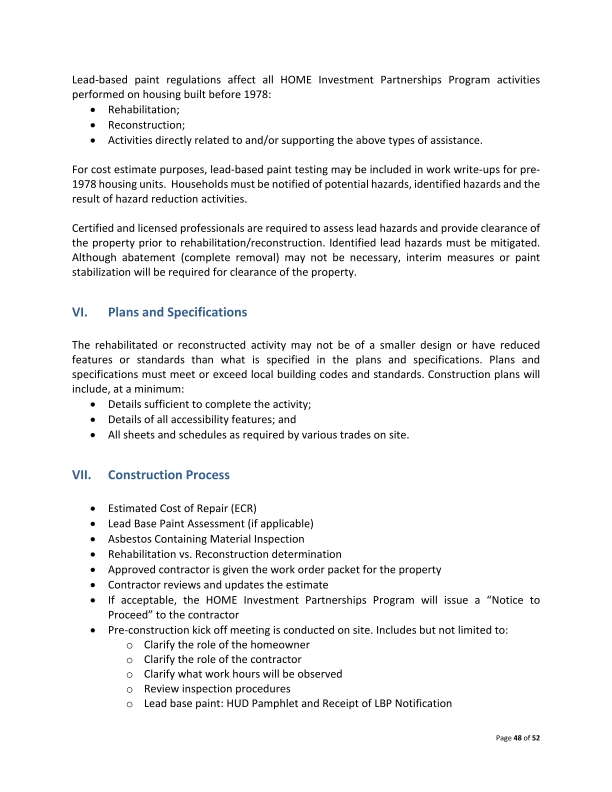 Lead-based paint regulations affect all HOME Investment Partnerships Program activities
performed on housing built before 1978:
• Rehabilitation;
• Reconstruction;
• Activities directly related to and/or supporting the above types of assistance.
For cost estimate purposes, lead-based paint testing may be included in work write-ups for pre-
1978 housing units. Households must be notified of potential hazards, identified hazards and the
result of hazard reduction activities.
Certified and licensed professionals are required to assess lead hazards and provide clearance of
the property prior to rehabilitation/reconstruction. Identified lead hazards must be mitigated.
Although abatement (complete removal) may not be necessary, interim measures or paint
stabilization will be required for clearance of the property.
VI. Plans and Specifications
The rehabilitated or reconstructed activity may not be of a smaller design or have reduced
features or standards than what is specified in the plans and specifications. Plans and
specifications must meet or exceed local building codes and standards. Construction plans will
include, at a minimum:
• Details sufficient to complete the activity;
• Details of all accessibility features; and
• All sheets and schedules as required by various trades on site.
VII. Construction Process
• Estimated Cost of Repair (ECR)
• Lead Base Paint Assessment (if applicable)
• Asbestos Containing Material Inspection
• Rehabilitation vs. Reconstruction determination
• Approved contractor is given the work order packet for the property
• Contractor reviews and updates the estimate
• If acceptable, the HOME Investment Partnerships Program will issue a “Notice to
Proceed” to the contractor
• Pre-construction kick off meeting is conducted on site. Includes but not limited to:
o Clarify the role of the homeowner
o Clarify the role of the contractor
o Clarify what work hours will be observed
o Review inspection procedures
o Lead base paint: HUD Pamphlet and Receipt of LBP Notification
Page 48 of 52